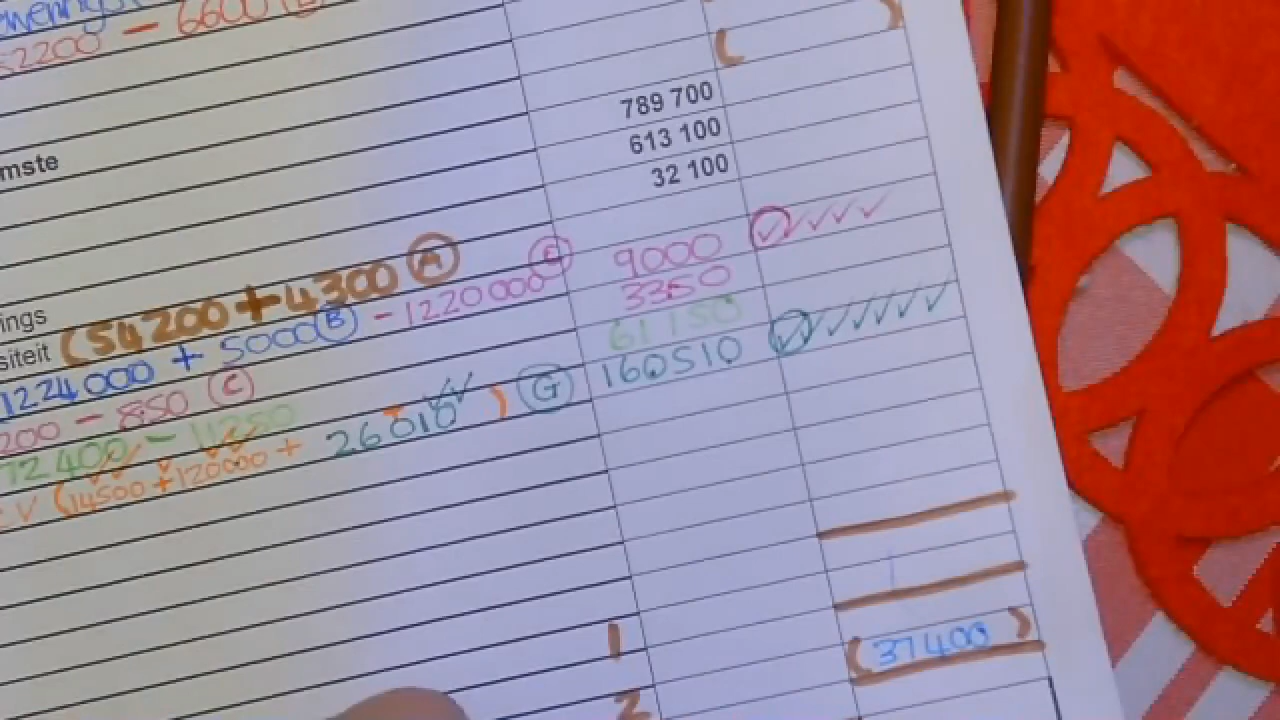 2200 - 6600
789 700
mste 613 100
32 100
ings (54200 + 4300 (A) 9000
siteit 1224000 + 5000 (B) - 1220000 3350
200 - 850 (C) 61150
72400 - 11250 160510
(14500 + 120000 + 26010) (G)
1 (37400)
2